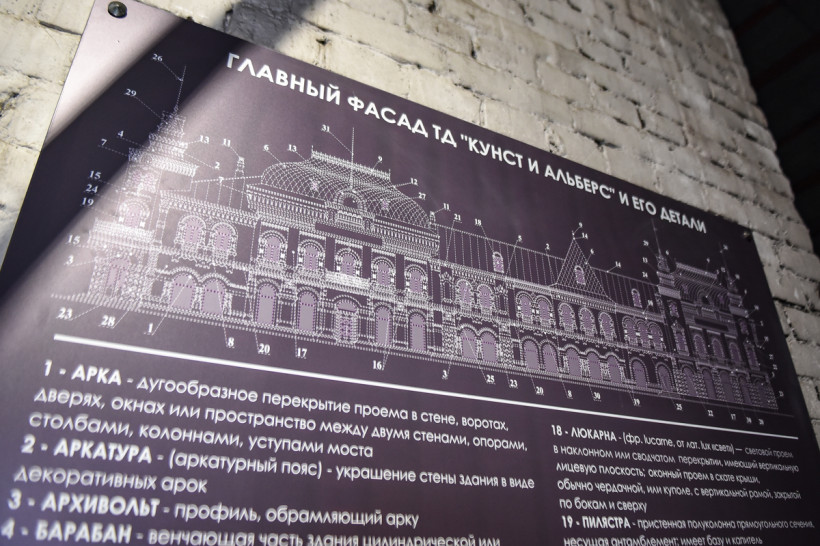 ГЛАВНЫЙ ФАСАД ТД "КУНСТ И АЛЬБЕРС" И ЕГО ДЕТАЛИ
1 - АРКА - дугообразное перекрытие проема в стене, воротах,
дверях, окнах или пространство между двумя стенами, опорами,
столбами, колоннами, уступами моста
2 - АРКАТУРА - (аркатурный пояс) - украшение стены здания в виде
декоративных арок
3 - АРХИВОЛЬТ - профиль, обрамляющий арку
4 - БАРАБАН - венчающая часть здания цилиндрической или
18 - ЛЮКАРНА - (фр. lucarne, от лат. lux «свет») — световой проем
в наклонном или сводчатом перекрытии, имеющий вертикальную
лицевую плоскость; оконный проем в скате крыши,
обычно чердачной, или куполе, с вертикальной рамой, закрытой
по бокам и сверху
19 - ПИЛЯСТРА - пристенная полуколонна прямоугольного сечения,
несущая антамблемент; имеет базу и капитель